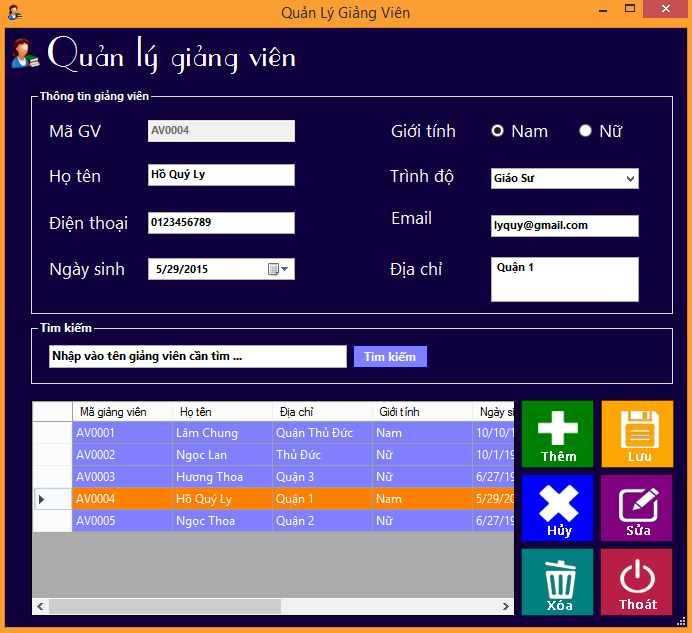 Quản Lý Giảng Viên
Quản lý giảng viên
Thông tin giảng viên
Mã GV AV0004 Giới tính Nam Nữ
Họ tên Hồ Quý Ly Trình độ Giáo Sư
Điện thoại 0123456789 Email lyquy@gmail.com
Ngày sinh 5/29/2015 Địa chỉ Quận 1
Tìm kiếm
Nhập vào tên giảng viên cần tìm ... Tìm kiếm
Mã giảng viên Họ tên Địa chỉ Giới tính Ngày si
AV0001 Lâm Chung Quận Thủ Đức Nam 10/10/1
AV0002 Ngọc Lan Thủ Đức Nữ 10/1/19
AV0003 Hương Thoa Quận 3 Nữ 6/27/19
AV0004 Hồ Quý Ly Quận 1 Nam 5/29/20
AV0005 Ngọc Thoa Quận 2 Nữ 6/27/19
Thêm Lưu
Hủy Sửa
Xóa Thoát